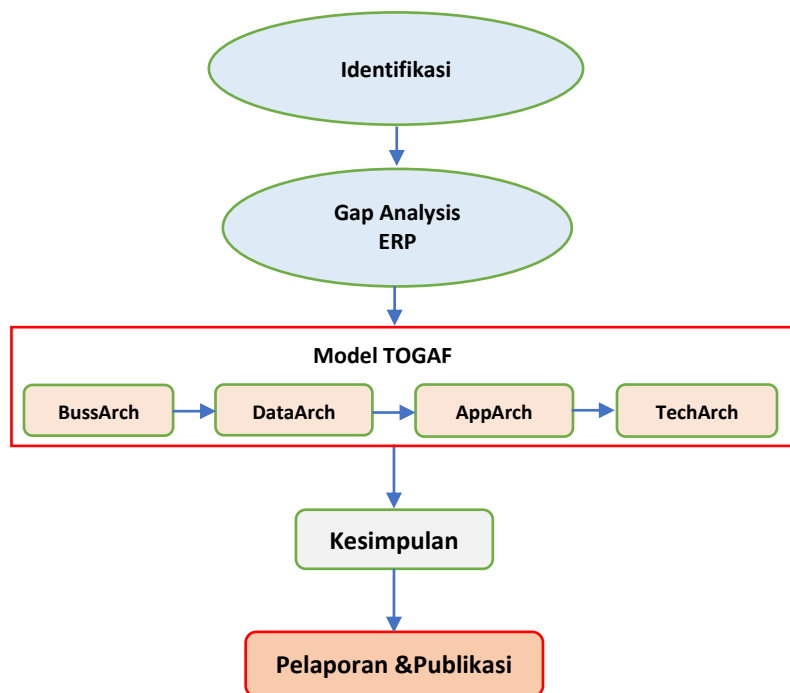 Identifikasi
Gap Analysis
ERP
Model TOGAF
BussArch
DataArch
AppArch
TechArch
Kesimpulan
Pelaporan &Publikasi